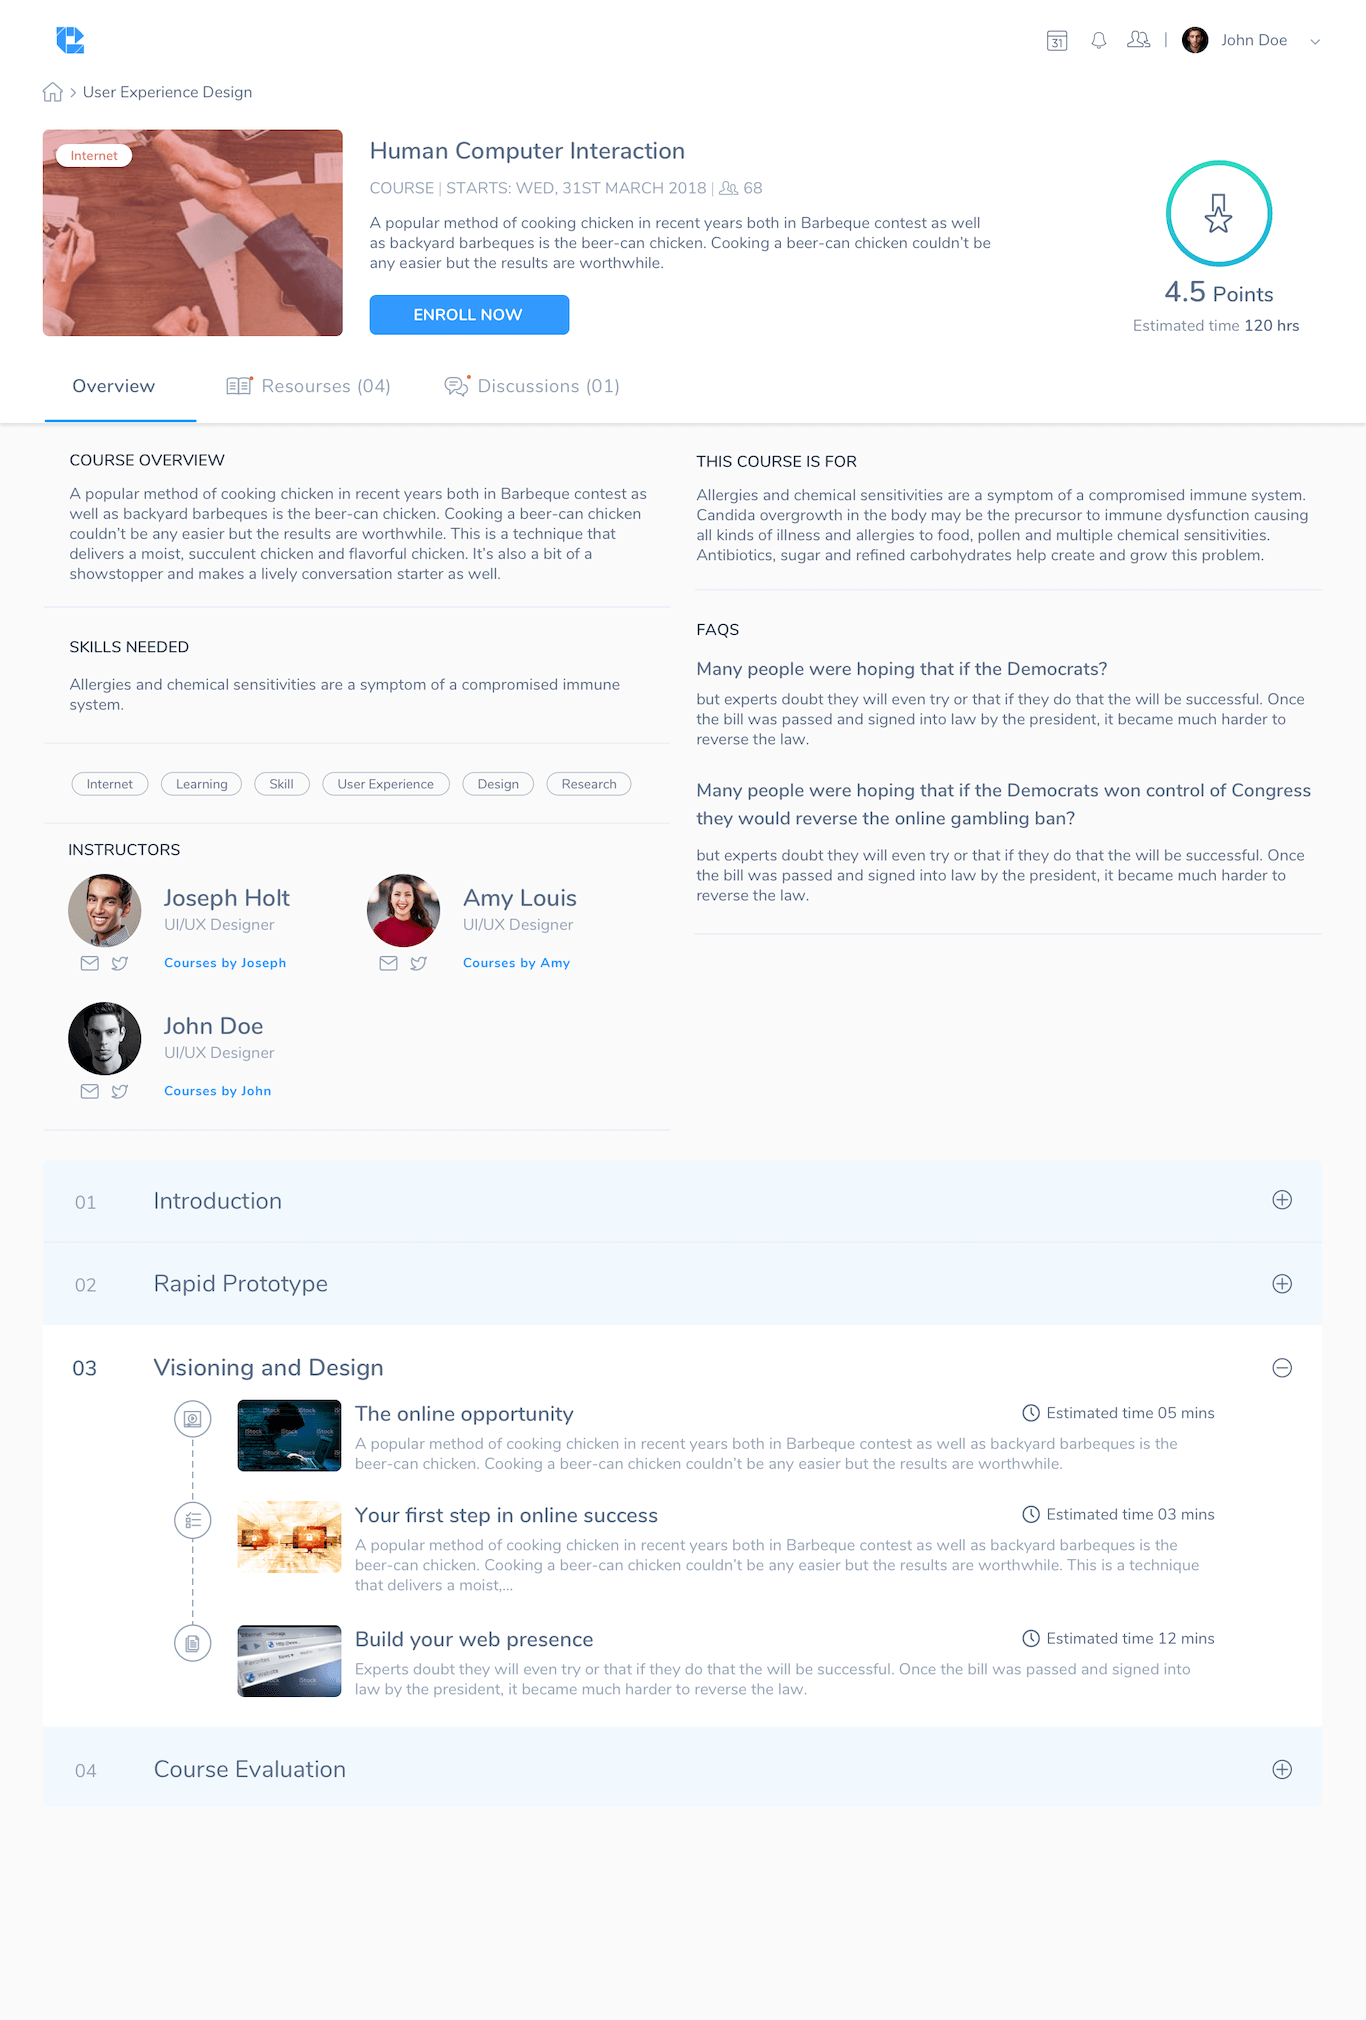 31
John Doe
User Experience Design
Internet
Human Computer Interaction
COURSE | STARTS: WED, 31ST MARCH 2018 | 68
A popular method of cooking chicken in recent years both in Barbeque contest as well
as backyard barbeques is the beer-can chicken. Cooking a beer-can chicken couldn't be
any easier but the results are worthwhile.
ENROLL NOW
4.5 Points
Estimated time 120 hrs
Overview
Resourses (04)
Discussions (01)
COURSE OVERVIEW
A popular method of cooking chicken in recent years both in Barbeque contest as
well as backyard barbeques is the beer-can chicken. Cooking a beer-can chicken
couldn't be any easier but the results are worthwhile. This is a technique that
delivers a moist, succulent chicken and flavorful chicken. It's also a bit of a
showstopper and makes a lively conversation starter as well.
SKILLS NEEDED
Allergies and chemical sensitivities are a symptom of a compromised immune
system.
Internet
Learning
Skill
User Experience
Design
Research
INSTRUCTORS
Joseph Holt
UI/UX Designer
Courses by Joseph
Amy Louis
UI/UX Designer
Courses by Amy
John Doe
UI/UX Designer
Courses by John
THIS COURSE IS FOR
Allergies and chemical sensitivities are a symptom of a compromised immune system.
Candida overgrowth in the body may be the precursor to immune dysfunction causing
all kinds of illness and allergies to food, pollen and multiple chemical sensitivities.
Antibiotics, sugar and refined carbohydrates help create and grow this problem.
FAQS
Many people were hoping that if the Democrats?
but experts doubt they will even try or that if they do that the will be successful. Once
the bill was passed and signed into law by the president, it became much harder to
reverse the law.
Many people were hoping that if the Democrats won control of Congress
they would reverse the online gambling ban?
but experts doubt they will even try or that if they do that the will be successful. Once
the bill was passed and signed into law by the president, it became much harder to
reverse the law.
01
Introduction
02
Rapid Prototype
03
Visioning and Design
The online opportunity
Estimated time 05 mins
A popular method of cooking chicken in recent years both in Barbeque contest as well as backyard barbeques is the
beer-can chicken. Cooking a beer-can chicken couldn't be any easier but the results are worthwhile.
Your first step in online success
Estimated time 03 mins
A popular method of cooking chicken in recent years both in Barbeque contest as well as backyard barbeques is the
beer-can chicken. Cooking a beer-can chicken couldn't be any easier but the results are worthwhile. This is a technique
that delivers a moist,...
Build your web presence
Estimated time 12 mins
Experts doubt they will even try or that if they do that the will be successful. Once the bill was passed and signed into
law by the president, it became much harder to reverse the law.
04
Course Evaluation